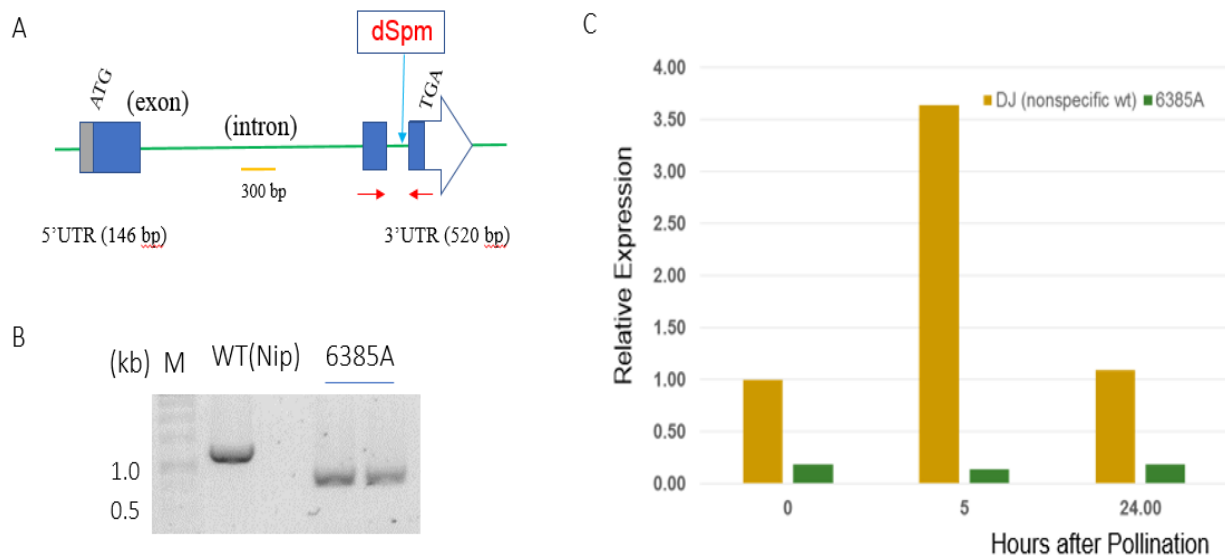 A
dSpm
ATG
(exon)
(intron)
TGA
300 bp
5'UTR (146 bp)
3'UTR (520 bp)
B
(kb) M WT(Nip) 6385A
1.0
0.5
C
4.00
DJ (nonspecific wt) 6385A
3.50
3.00
2.50
2.00
1.50
1.00
0.50
0.00
Relative Expression
0 5 24.00
Hours after Pollination